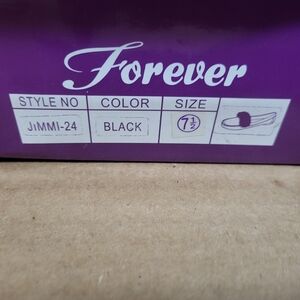 Forever
STYLE NO COLOR SIZE
JIMMI-24 BLACK 7½